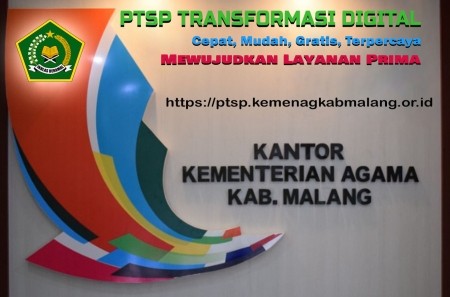 PTSP TRANSFORMASI DIGITAL
Cepat, Mudah, Gratis, Terpercaya
Mewujudkan Layanan Prima
https://ptsp.kemenagkabmalang.or.id
KANTOR
KEMENTERIAN AGAMA
KAB. MALANG